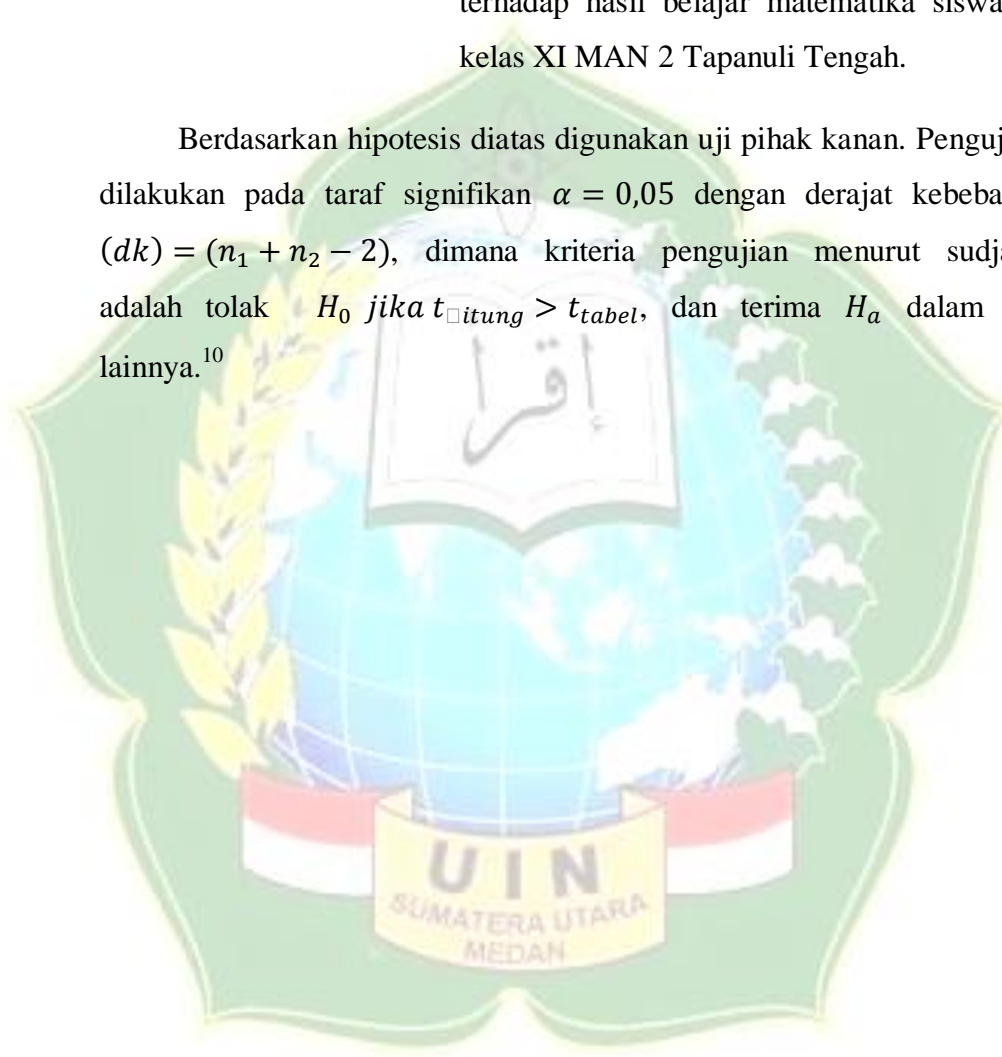 terhadap hasil belajar matematika siswa
kelas XI MAN 2 Tapanuli Tengah.
Berdasarkan hipotesis diatas digunakan uji pihak kanan. Penguj
dilakukan pada taraf signifikan α = 0,05 dengan derajat kebeba
(dk) = (n₁ + n₂ − 2), dimana kriteria pengujian menurut sudja
adalah tolak H₀ jika t□itung > t_tabel, dan terima Hₐ dalam
lainnya.¹⁰
إقرأ
UIN
SUMATERA UTARA
MEDAN